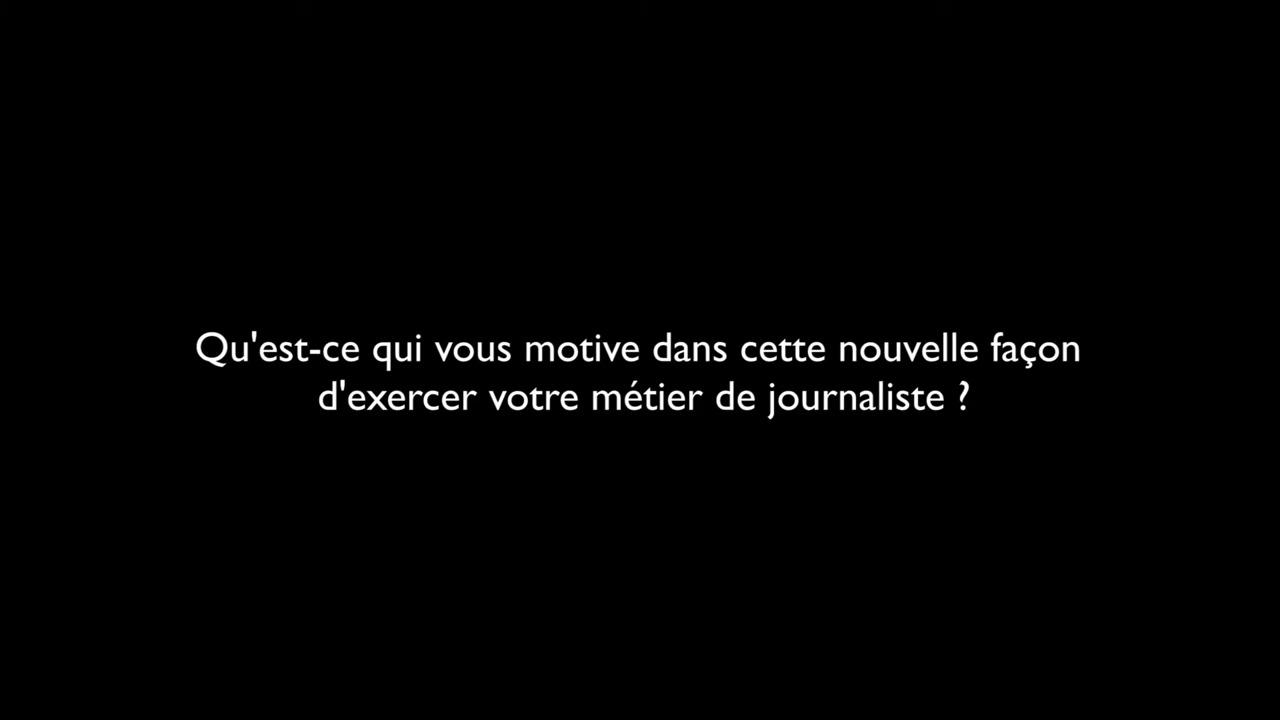 Qu'est-ce qui vous motive dans cette nouvelle façon
d'exercer votre métier de journaliste ?